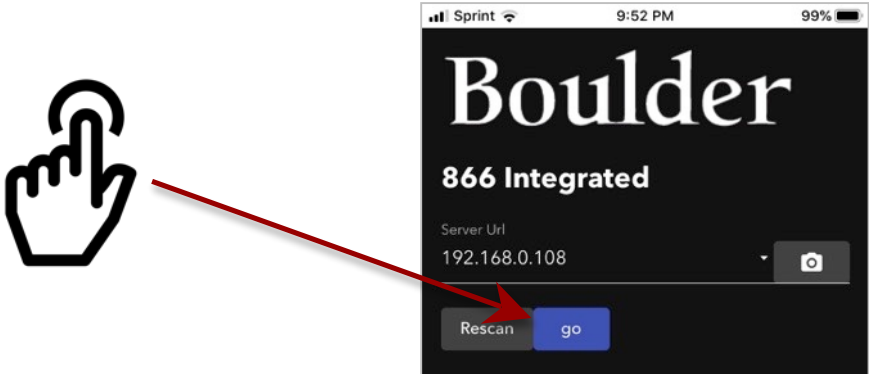 Sprint 9:52 PM 99%
Boulder
866 Integrated
Server Url
192.168.0.108
Rescan go